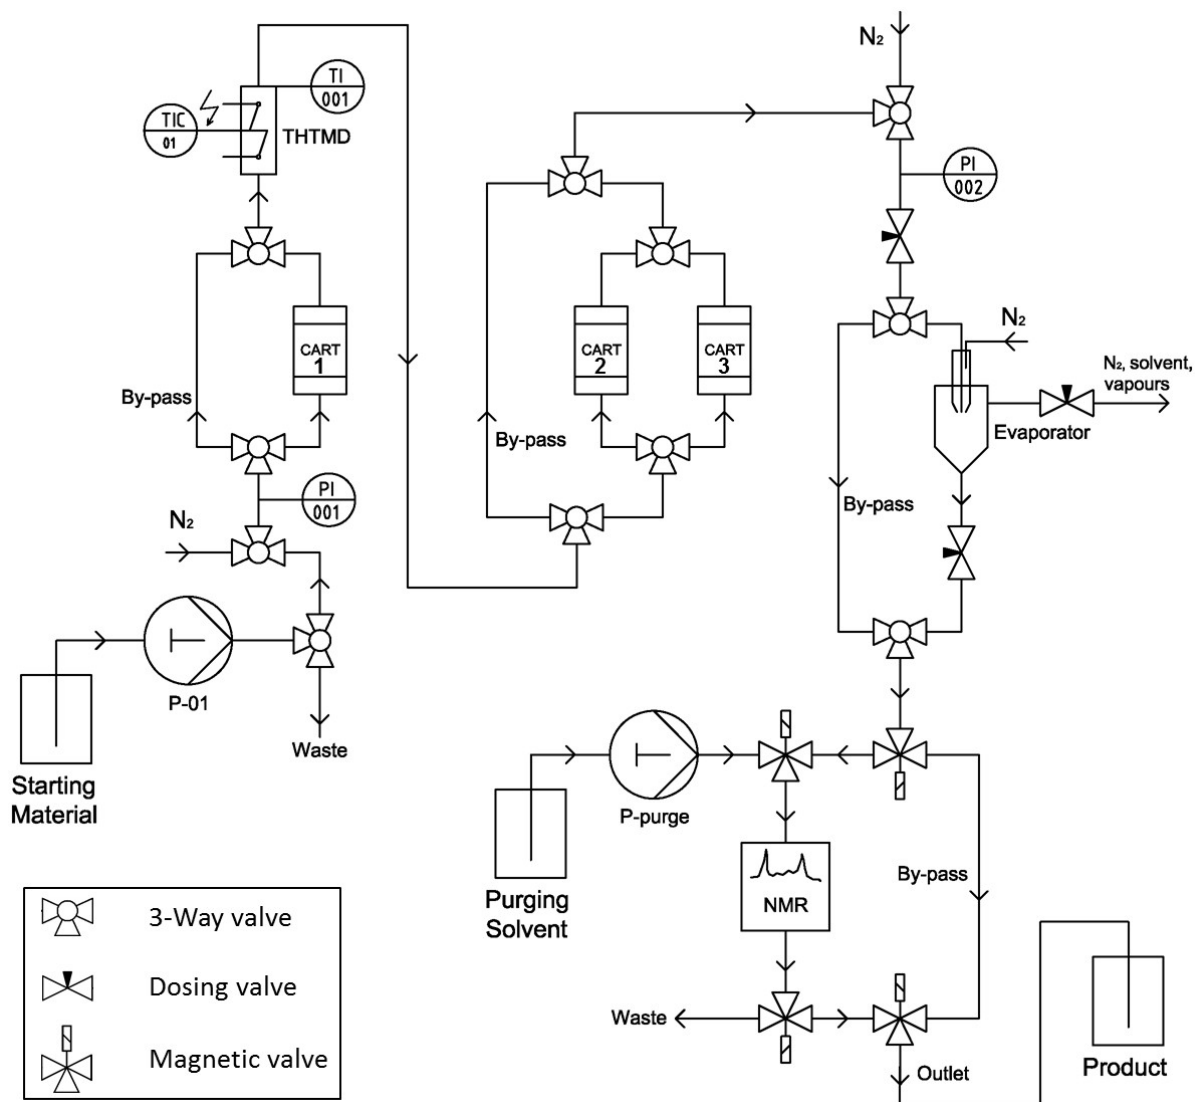 N₂
TI
001
TIC
01
THTMD
PI
002
CART
1
CART
2
CART
3
N₂
N₂, solvent,
vapours
By-pass
By-pass
Evaporator
PI
001
By-pass
N₂
P-01
Waste
Starting
Material
P-purge
Purging
Solvent
By-pass
NMR
3-Way valve
Dosing valve
Magnetic valve
Waste
Outlet
Product